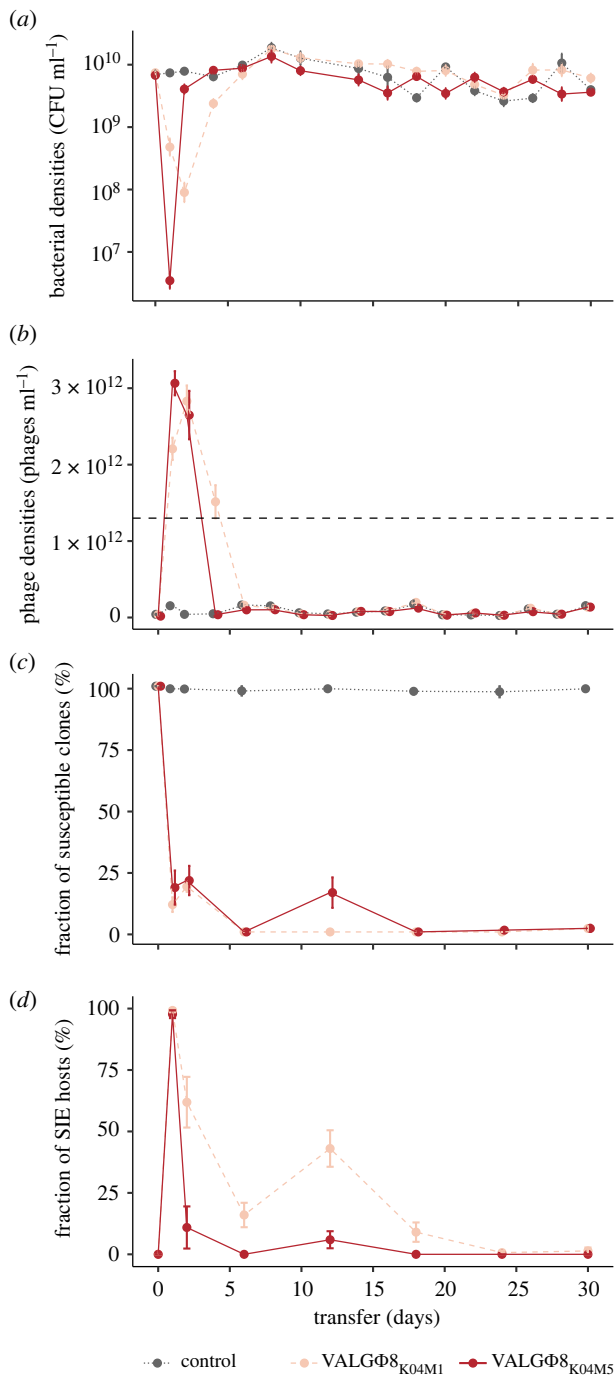 (a)
bacterial densities (CFU ml⁻¹)
10¹⁰
10⁹
10⁸
10⁷
(b)
phage densities (phages ml⁻¹)
3 × 10¹²
2 × 10¹²
1 × 10¹²
0
(c)
fraction of susceptible clones (%)
100
75
50
25
0
(d)
fraction of SIE hosts (%)
100
75
50
25
0
0 5 10 15 20 25 30
transfer (days)
control VALGΦ8K04M1 VALGΦ8K04M5